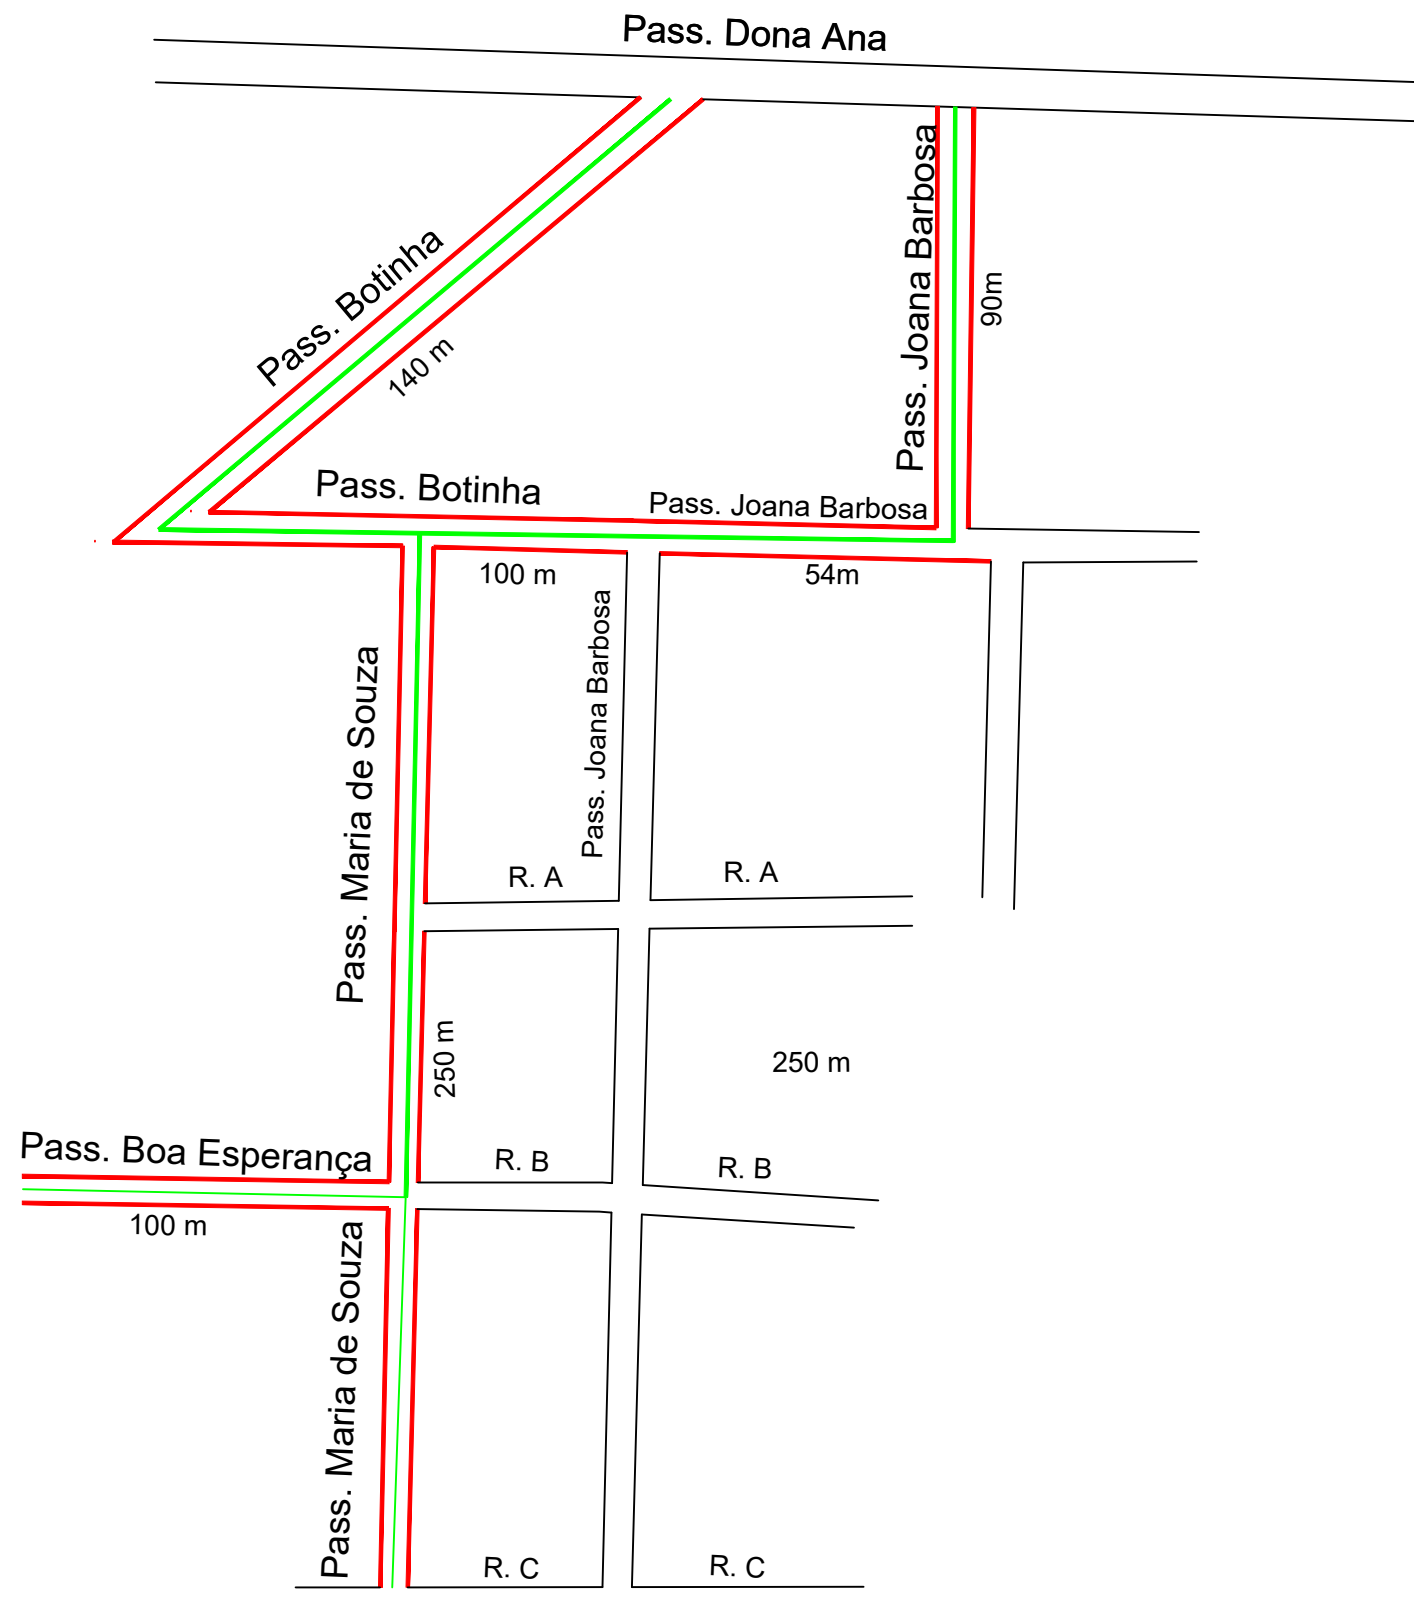 Pass. Dona Ana
Pass. Botinha
140 m
Pass. Joana Barbosa
90m
Pass. Botinha
Pass. Joana Barbosa
100 m
54m
Pass. Joana Barbosa
Pass. Maria de Souza
R. A
R. A
250 m
250 m
Pass. Boa Esperança
R. B
R. B
100 m
Pass. Maria de Souza
R. C
R. C